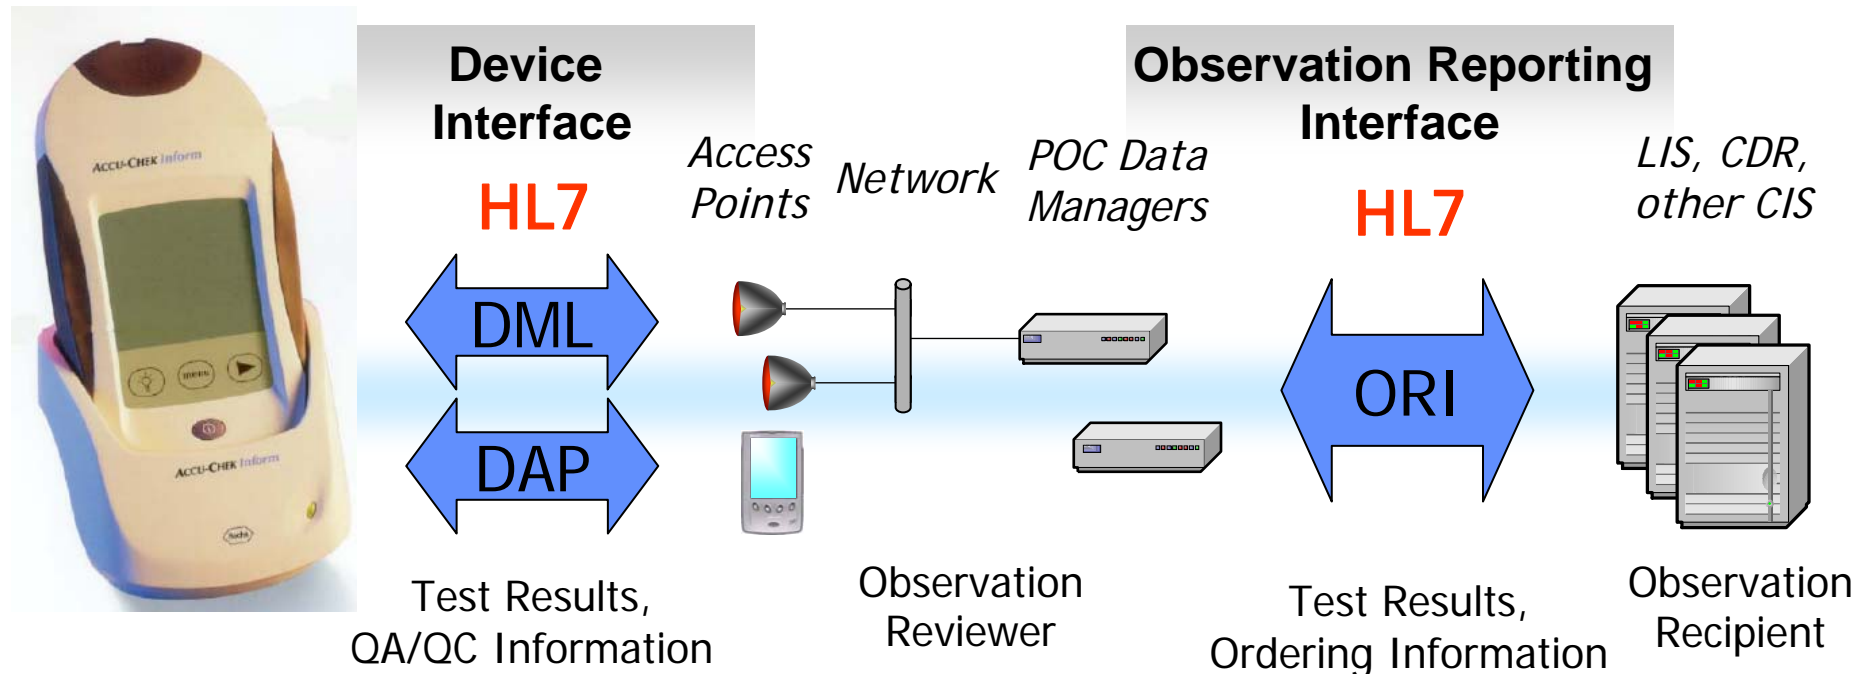 Device
Interface
HL7
DML
DAP
Test Results,
QA/QC Information
Access
Points
Network
POC Data
Managers
Observation
Reviewer
Observation Reporting
Interface
HL7
ORI
Test Results,
Ordering Information
LIS, CDR,
other CIS
Observation
Recipient
ACCU-CHEK Inform
MENU
ACCU-CHEK Inform
Roche